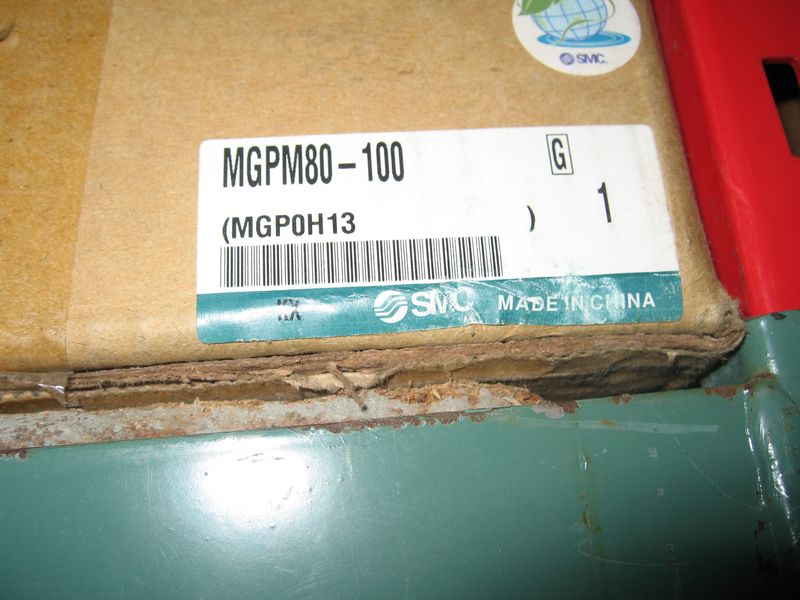 SMC
MGPM80-100 G
(MGP0H13 ) 1
KX SMC MADE IN CHINA